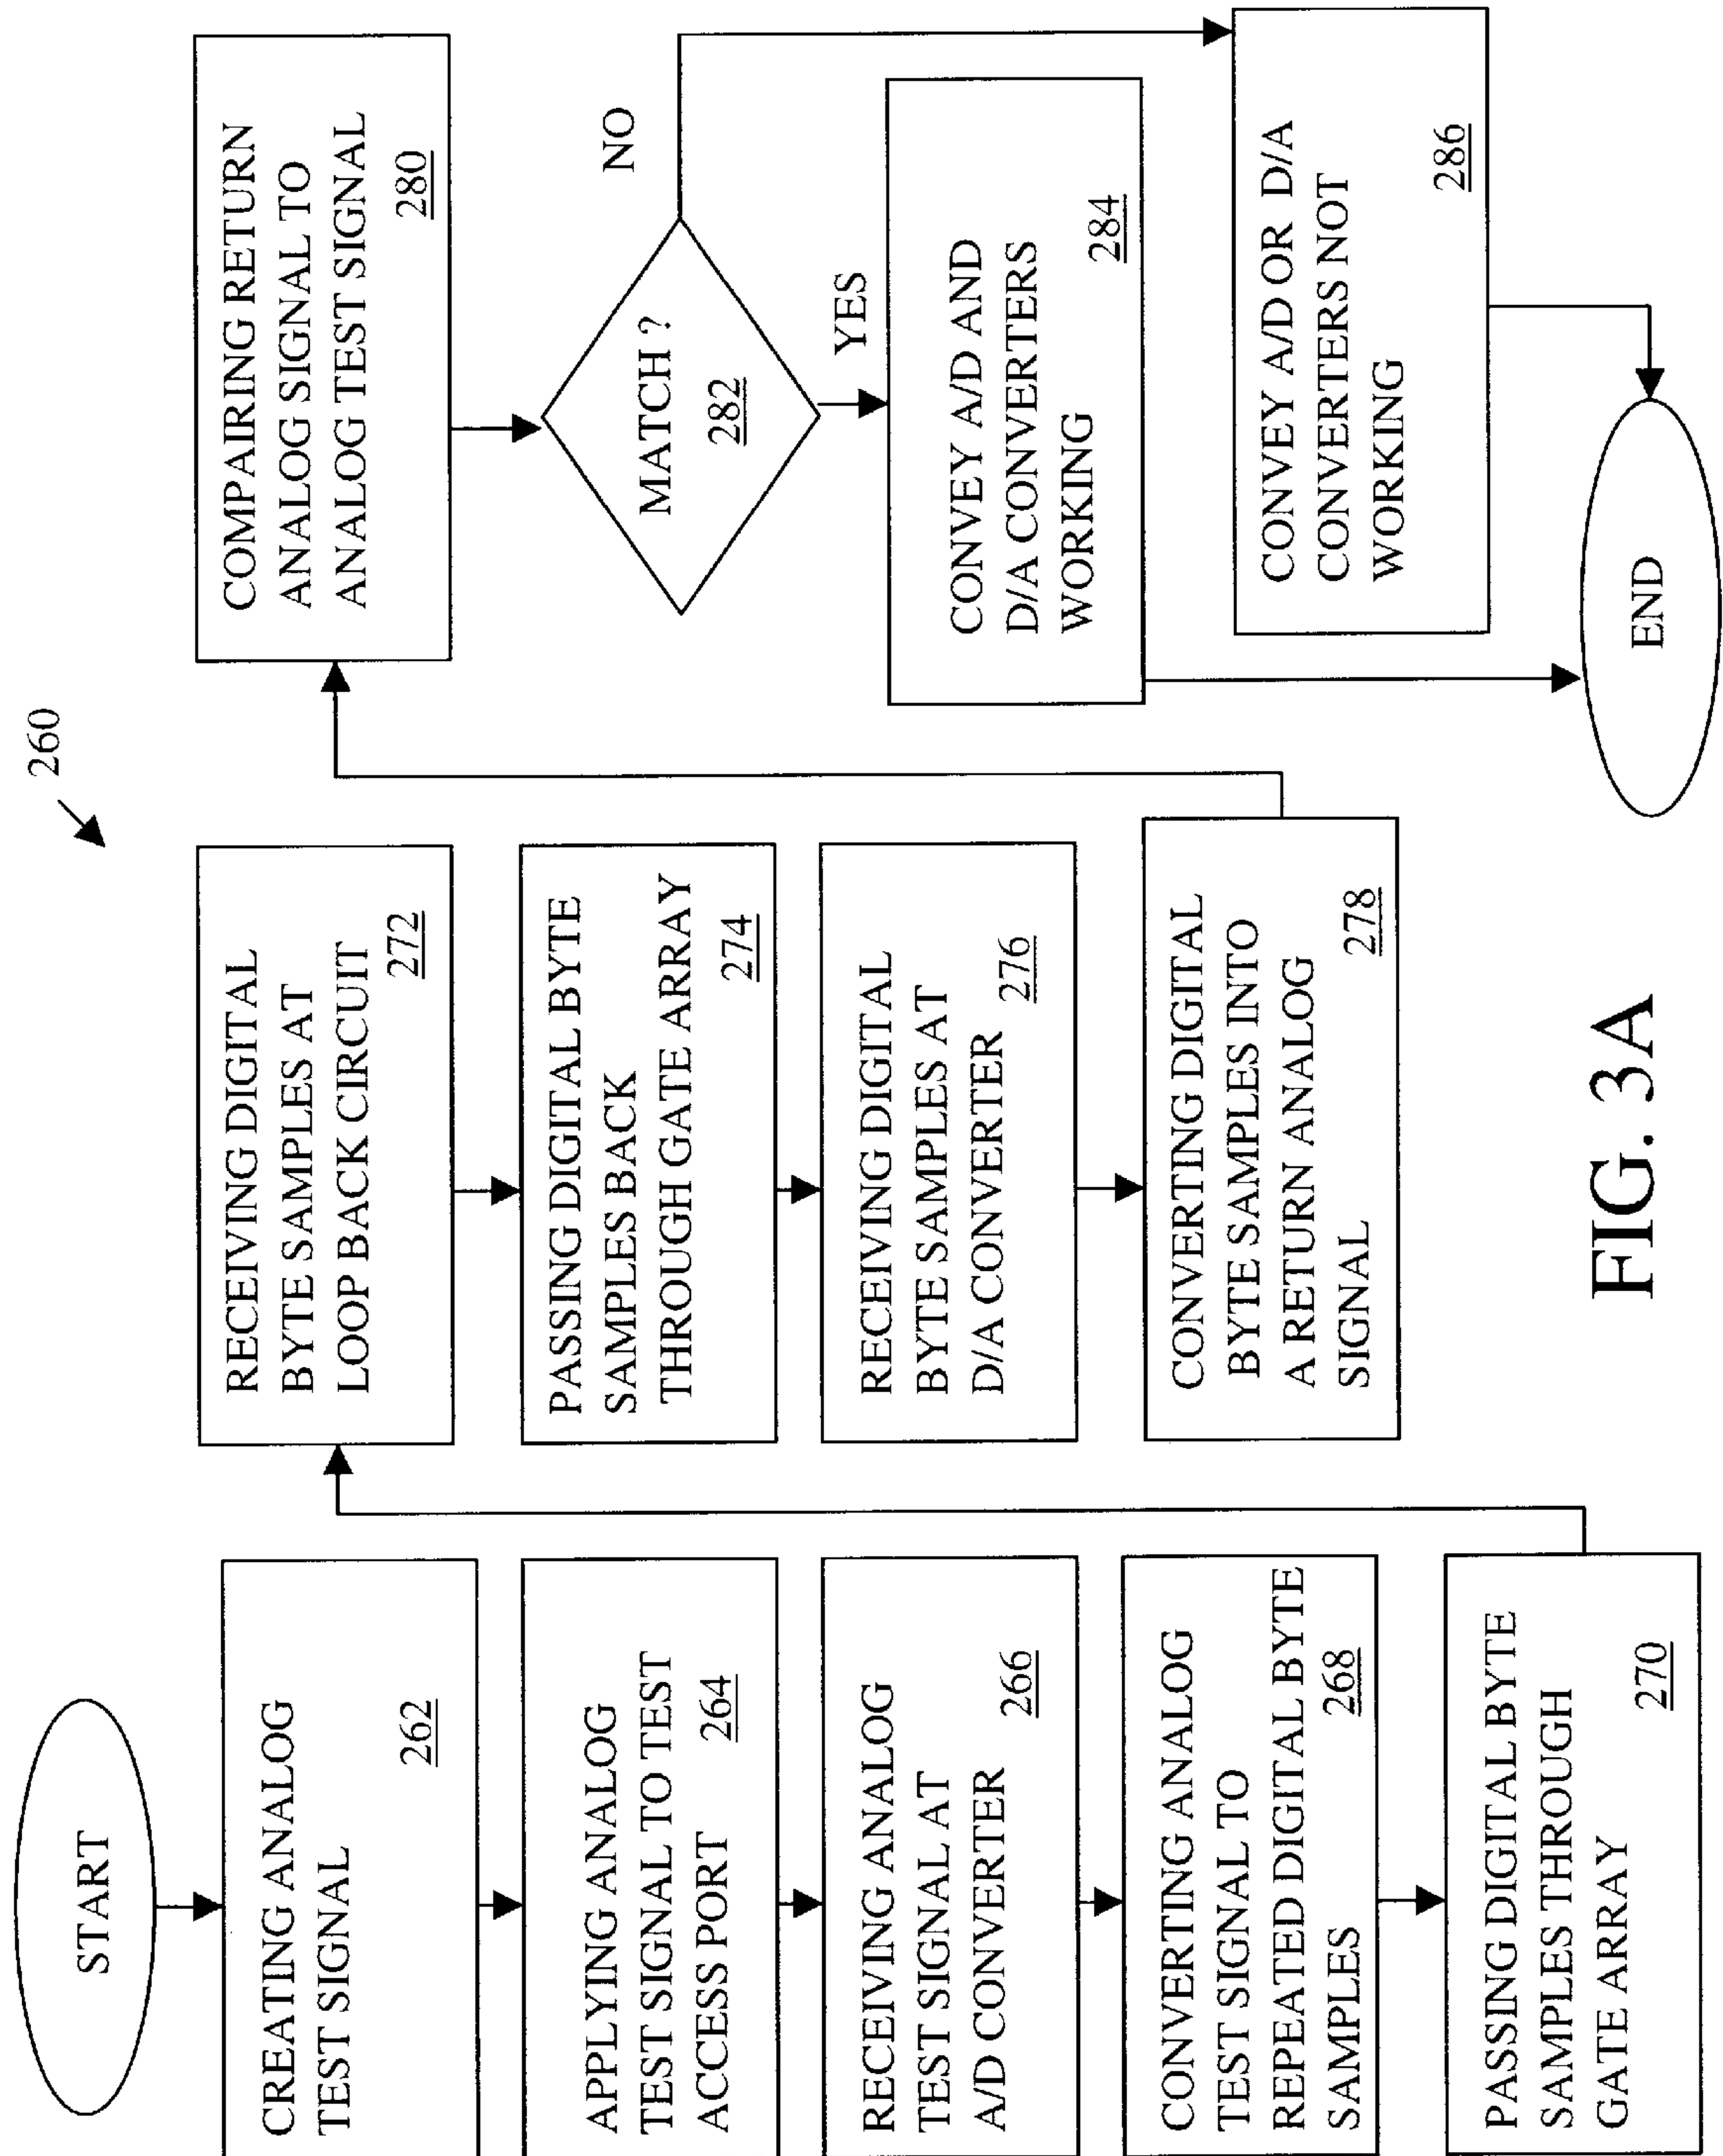 260
START
CREATING ANALOG
TEST SIGNAL
262
APPLYING ANALOG
TEST SIGNAL TO TEST
ACCESS PORT
264
RECEIVING ANALOG
TEST SIGNAL AT
A/D CONVERTER
266
CONVERTING ANALOG
TEST SIGNAL TO
REPEATED DIGITAL BYTE
SAMPLES
268
PASSING DIGITAL BYTE
SAMPLES THROUGH
GATE ARRAY
270
RECEIVING DIGITAL
BYTE SAMPLES AT
LOOP BACK CIRCUIT
272
PASSING DIGITAL BYTE
SAMPLES BACK
THROUGH GATE ARRAY
274
RECEIVING DIGITAL
BYTE SAMPLES AT
D/A CONVERTER
276
CONVERTING DIGITAL
BYTE SAMPLES INTO
A RETURN ANALOG
SIGNAL
278
COMPAIRING RETURN
ANALOG SIGNAL TO
ANALOG TEST SIGNAL
280
MATCH ?
282
NO
YES
CONVEY A/D AND
D/A CONVERTERS
WORKING
284
CONVEY A/D OR D/A
CONVERTERS NOT
WORKING
286
END
FIG. 3A